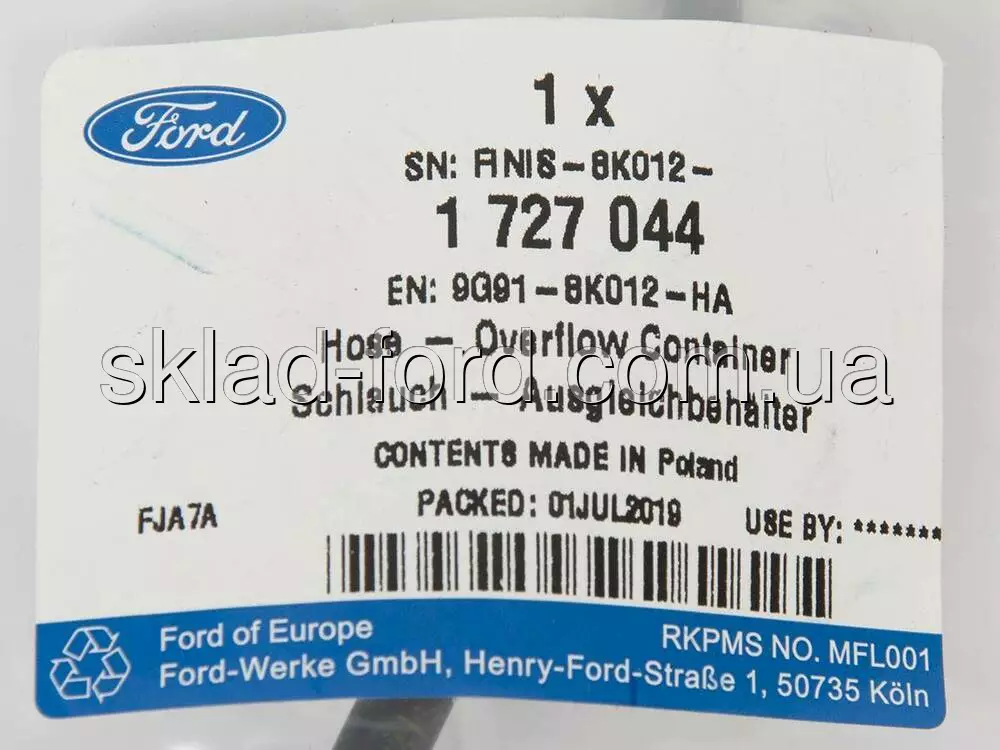 Ford
1 x
SN: FINIS-8K012-
1 727 044
EN: 9G91-8K012-HA
Hose - Overflow Container
sklad-ford.com.ua
Schlauch - Ausgleichbehalter
CONTENTS MADE IN Poland
PACKED: 01JUL2019
FJA7A
USE BY: *******
Ford of Europe
RKPMS NO. MFL001
Ford-Werke GmbH, Henry-Ford-Straße 1, 50735 Köln